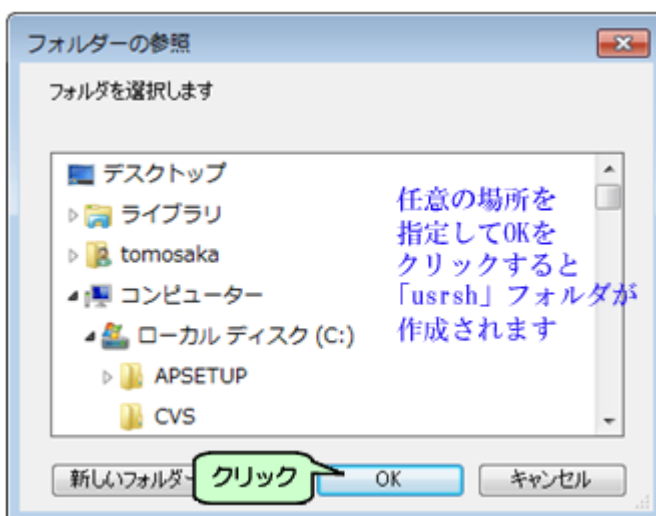 フォルダーの参照
フォルダを選択します
デスクトップ
ライブラリ
tomosaka
コンピューター
ローカル ディスク (C:)
APSETUP
CVS
任意の場所を
指定してOKを
クリックすると
「usrsh」フォルダが
作成されます
新しいフォルダー
クリック
OK
キャンセル